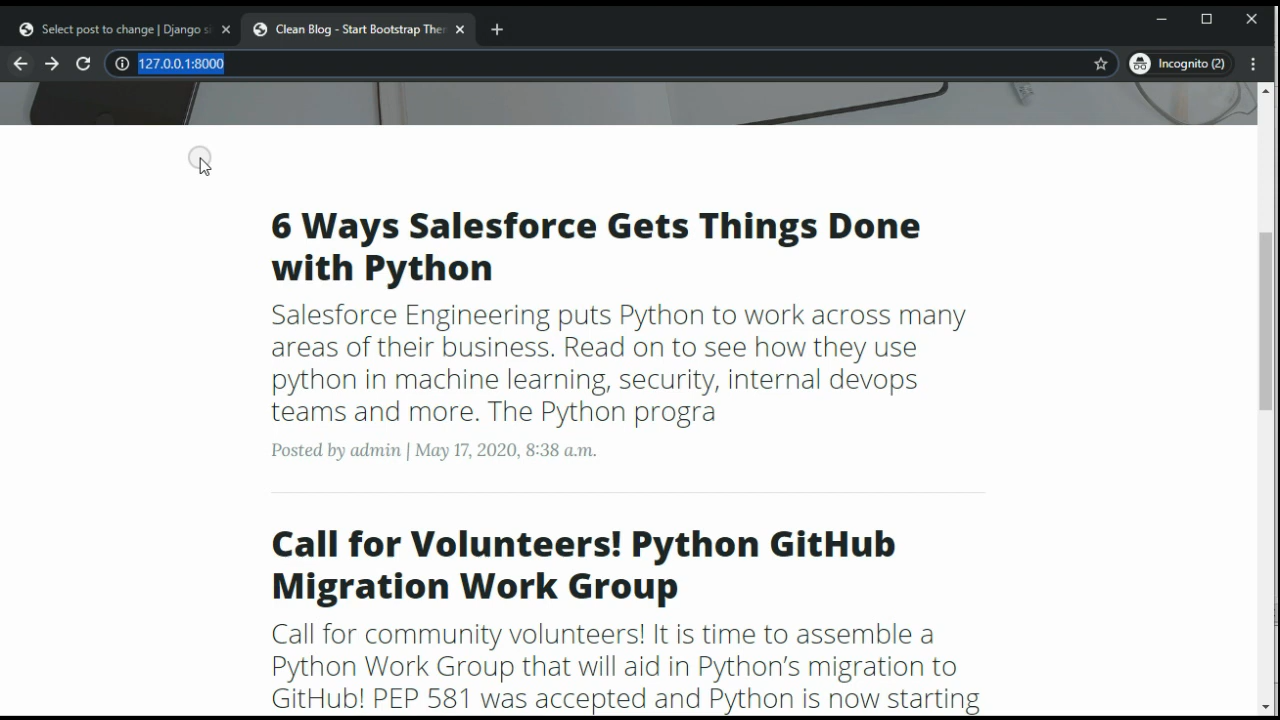 Select post to change | Django si
Clean Blog - Start Bootstrap Ther
127.0.0.1:8000
Incognito (2)
6 Ways Salesforce Gets Things Done
with Python
Salesforce Engineering puts Python to work across many
areas of their business. Read on to see how they use
python in machine learning, security, internal devops
teams and more. The Python progra
Posted by admin | May 17, 2020, 8:38 a.m.
Call for Volunteers! Python GitHub
Migration Work Group
Call for community volunteers! It is time to assemble a
Python Work Group that will aid in Python’s migration to
GitHub! PEP 581 was accepted and Python is now starting